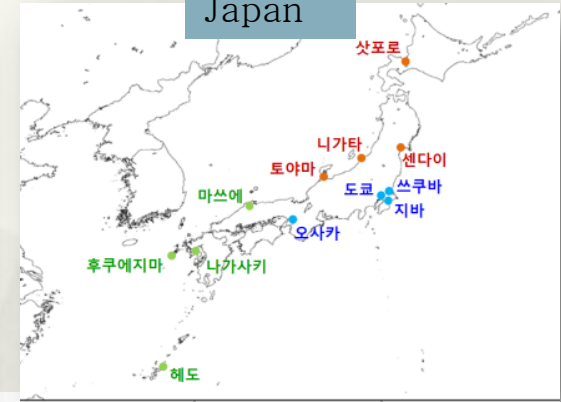 Japan
삿포로
니가타
센다이
토야마
도쿄
쓰쿠바
마쓰에
지바
오사카
후쿠에지마
나가사키
헤도